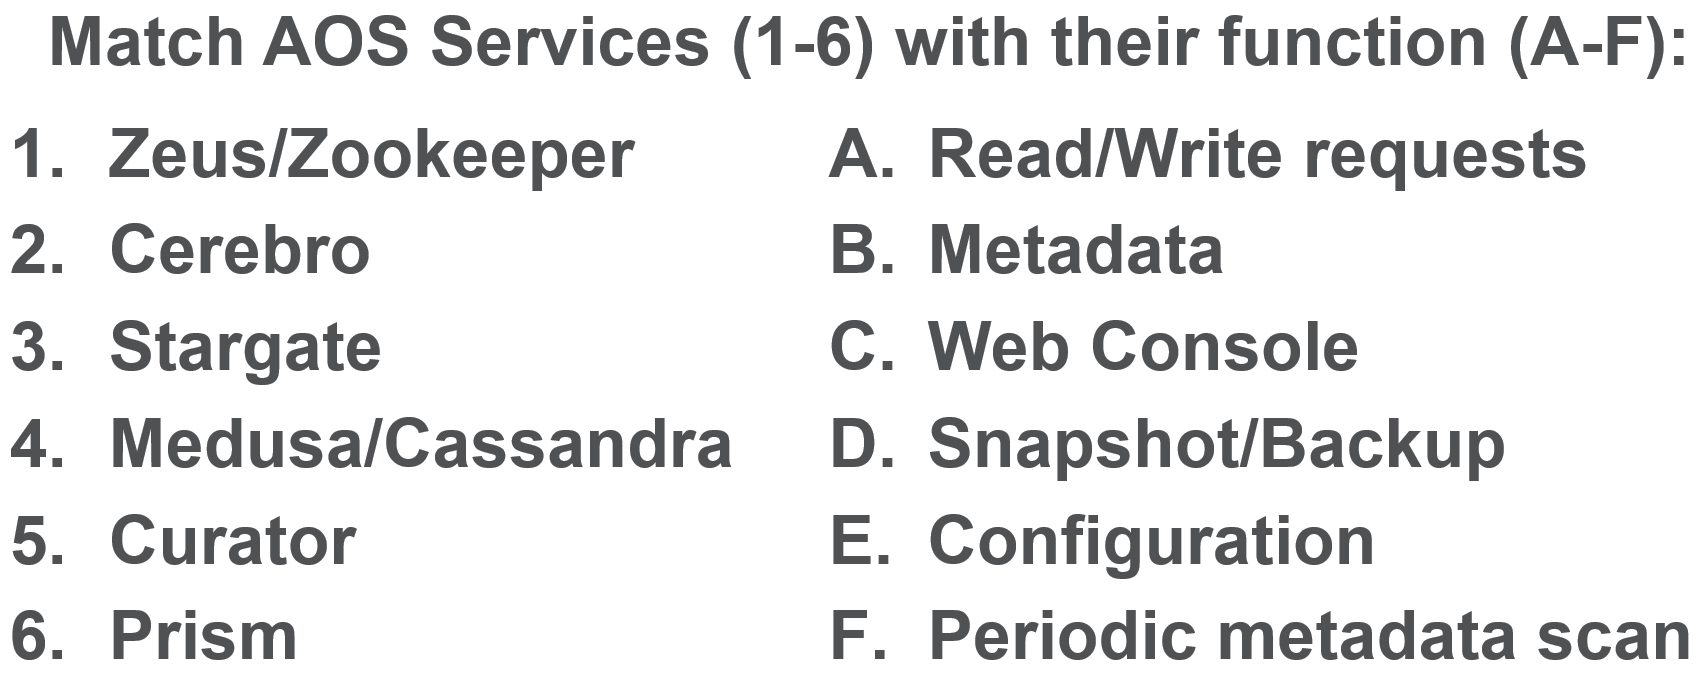 Match AOS Services (1-6) with their function (A-F):
1. Zeus/Zookeeper
2. Cerebro
3. Stargate
4. Medusa/Cassandra
5. Curator
6. Prism
A. Read/Write requests
B. Metadata
C. Web Console
D. Snapshot/Backup
E. Configuration
F. Periodic metadata scan